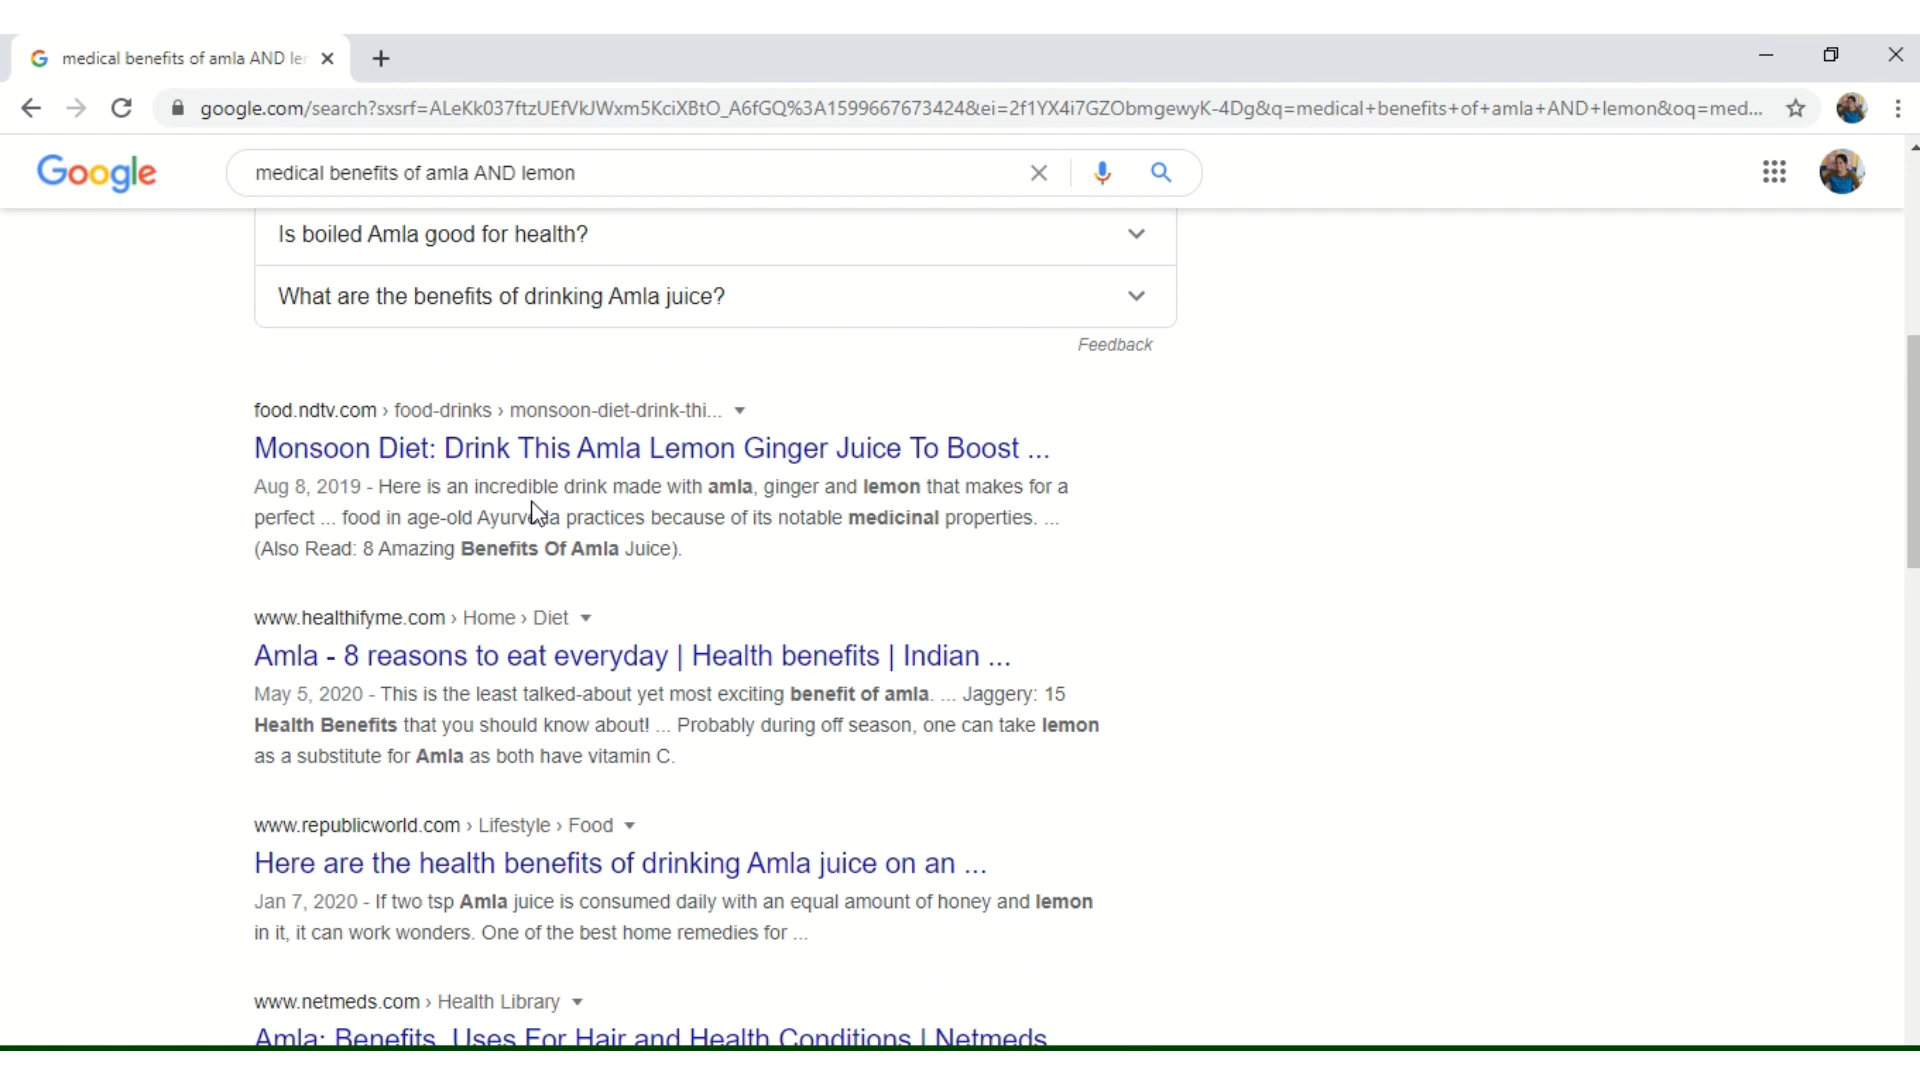 medical benefits of amla AND le
google.com/search?sxsrf=ALeKk037ftzUEfVkJWxm5KciXBtO_A6fGQ%3A1599667673424&ei=2f1YX4i7GZObmgewyK-4Dg&q=medical+benefits+of+amla+AND+lemon&oq=med...
Google
medical benefits of amla AND lemon
Is boiled Amla good for health?
What are the benefits of drinking Amla juice?
Feedback
food.ndtv.com › food-drinks › monsoon-diet-drink-thi...
Monsoon Diet: Drink This Amla Lemon Ginger Juice To Boost ...
Aug 8, 2019 - Here is an incredible drink made with amla, ginger and lemon that makes for a
perfect ... food in age-old Ayurveda practices because of its notable medicinal properties. ...
(Also Read: 8 Amazing Benefits Of Amla Juice).
www.healthifyme.com › Home › Diet
Amla - 8 reasons to eat everyday | Health benefits | Indian ...
May 5, 2020 - This is the least talked-about yet most exciting benefit of amla. ... Jaggery: 15
Health Benefits that you should know about! ... Probably during off season, one can take lemon
as a substitute for Amla as both have vitamin C.
www.republicworld.com › Lifestyle › Food
Here are the health benefits of drinking Amla juice on an ...
Jan 7, 2020 - If two tsp Amla juice is consumed daily with an equal amount of honey and lemon
in it, it can work wonders. One of the best home remedies for ...
www.netmeds.com › Health Library
Amla: Benefits, Uses For Hair and Health Conditions | Netmeds